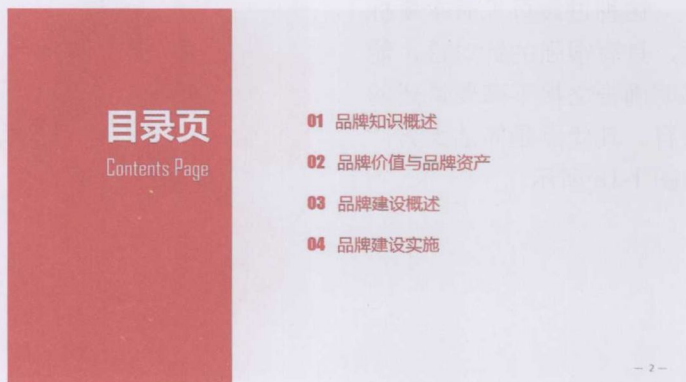 目录页
Contents Page
01 品牌知识概述
02 品牌价值与品牌资产
03 品牌建设概述
04 品牌建设实施
— 2 —